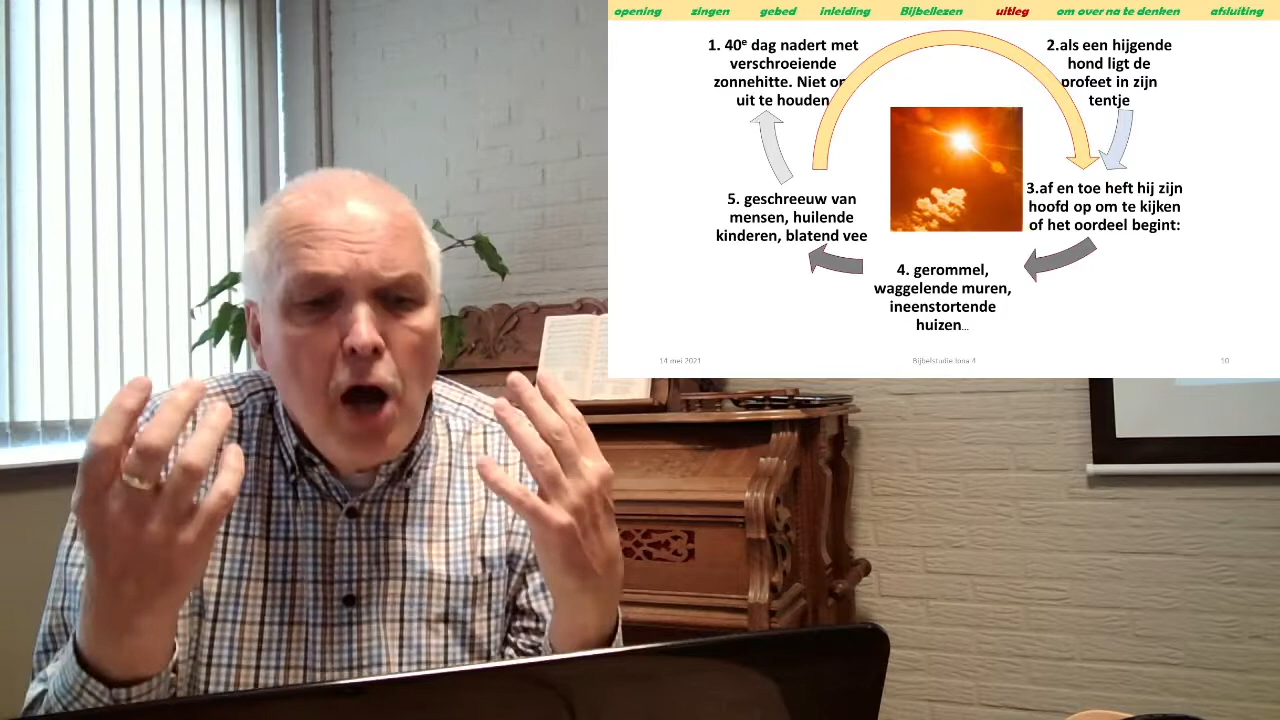 opening zingen gebed inleiding Bijbellezen uitleg om over na te denken afsluiting
1. 40e dag nadert met
verschroeiende
zonnehitte. Niet om
uit te houden
2.als een hijgende
hond ligt de
profeet in zijn
tentje
3.af en toe heft hij zijn
hoofd op om te kijken
of het oordeel begint:
4. gerommel,
waggelende muren,
ineenstortende
huizen...
5. geschreeuw van
mensen, huilende
kinderen, blatend vee
14 mei 2021
Bijbelstudie Jona 4
10